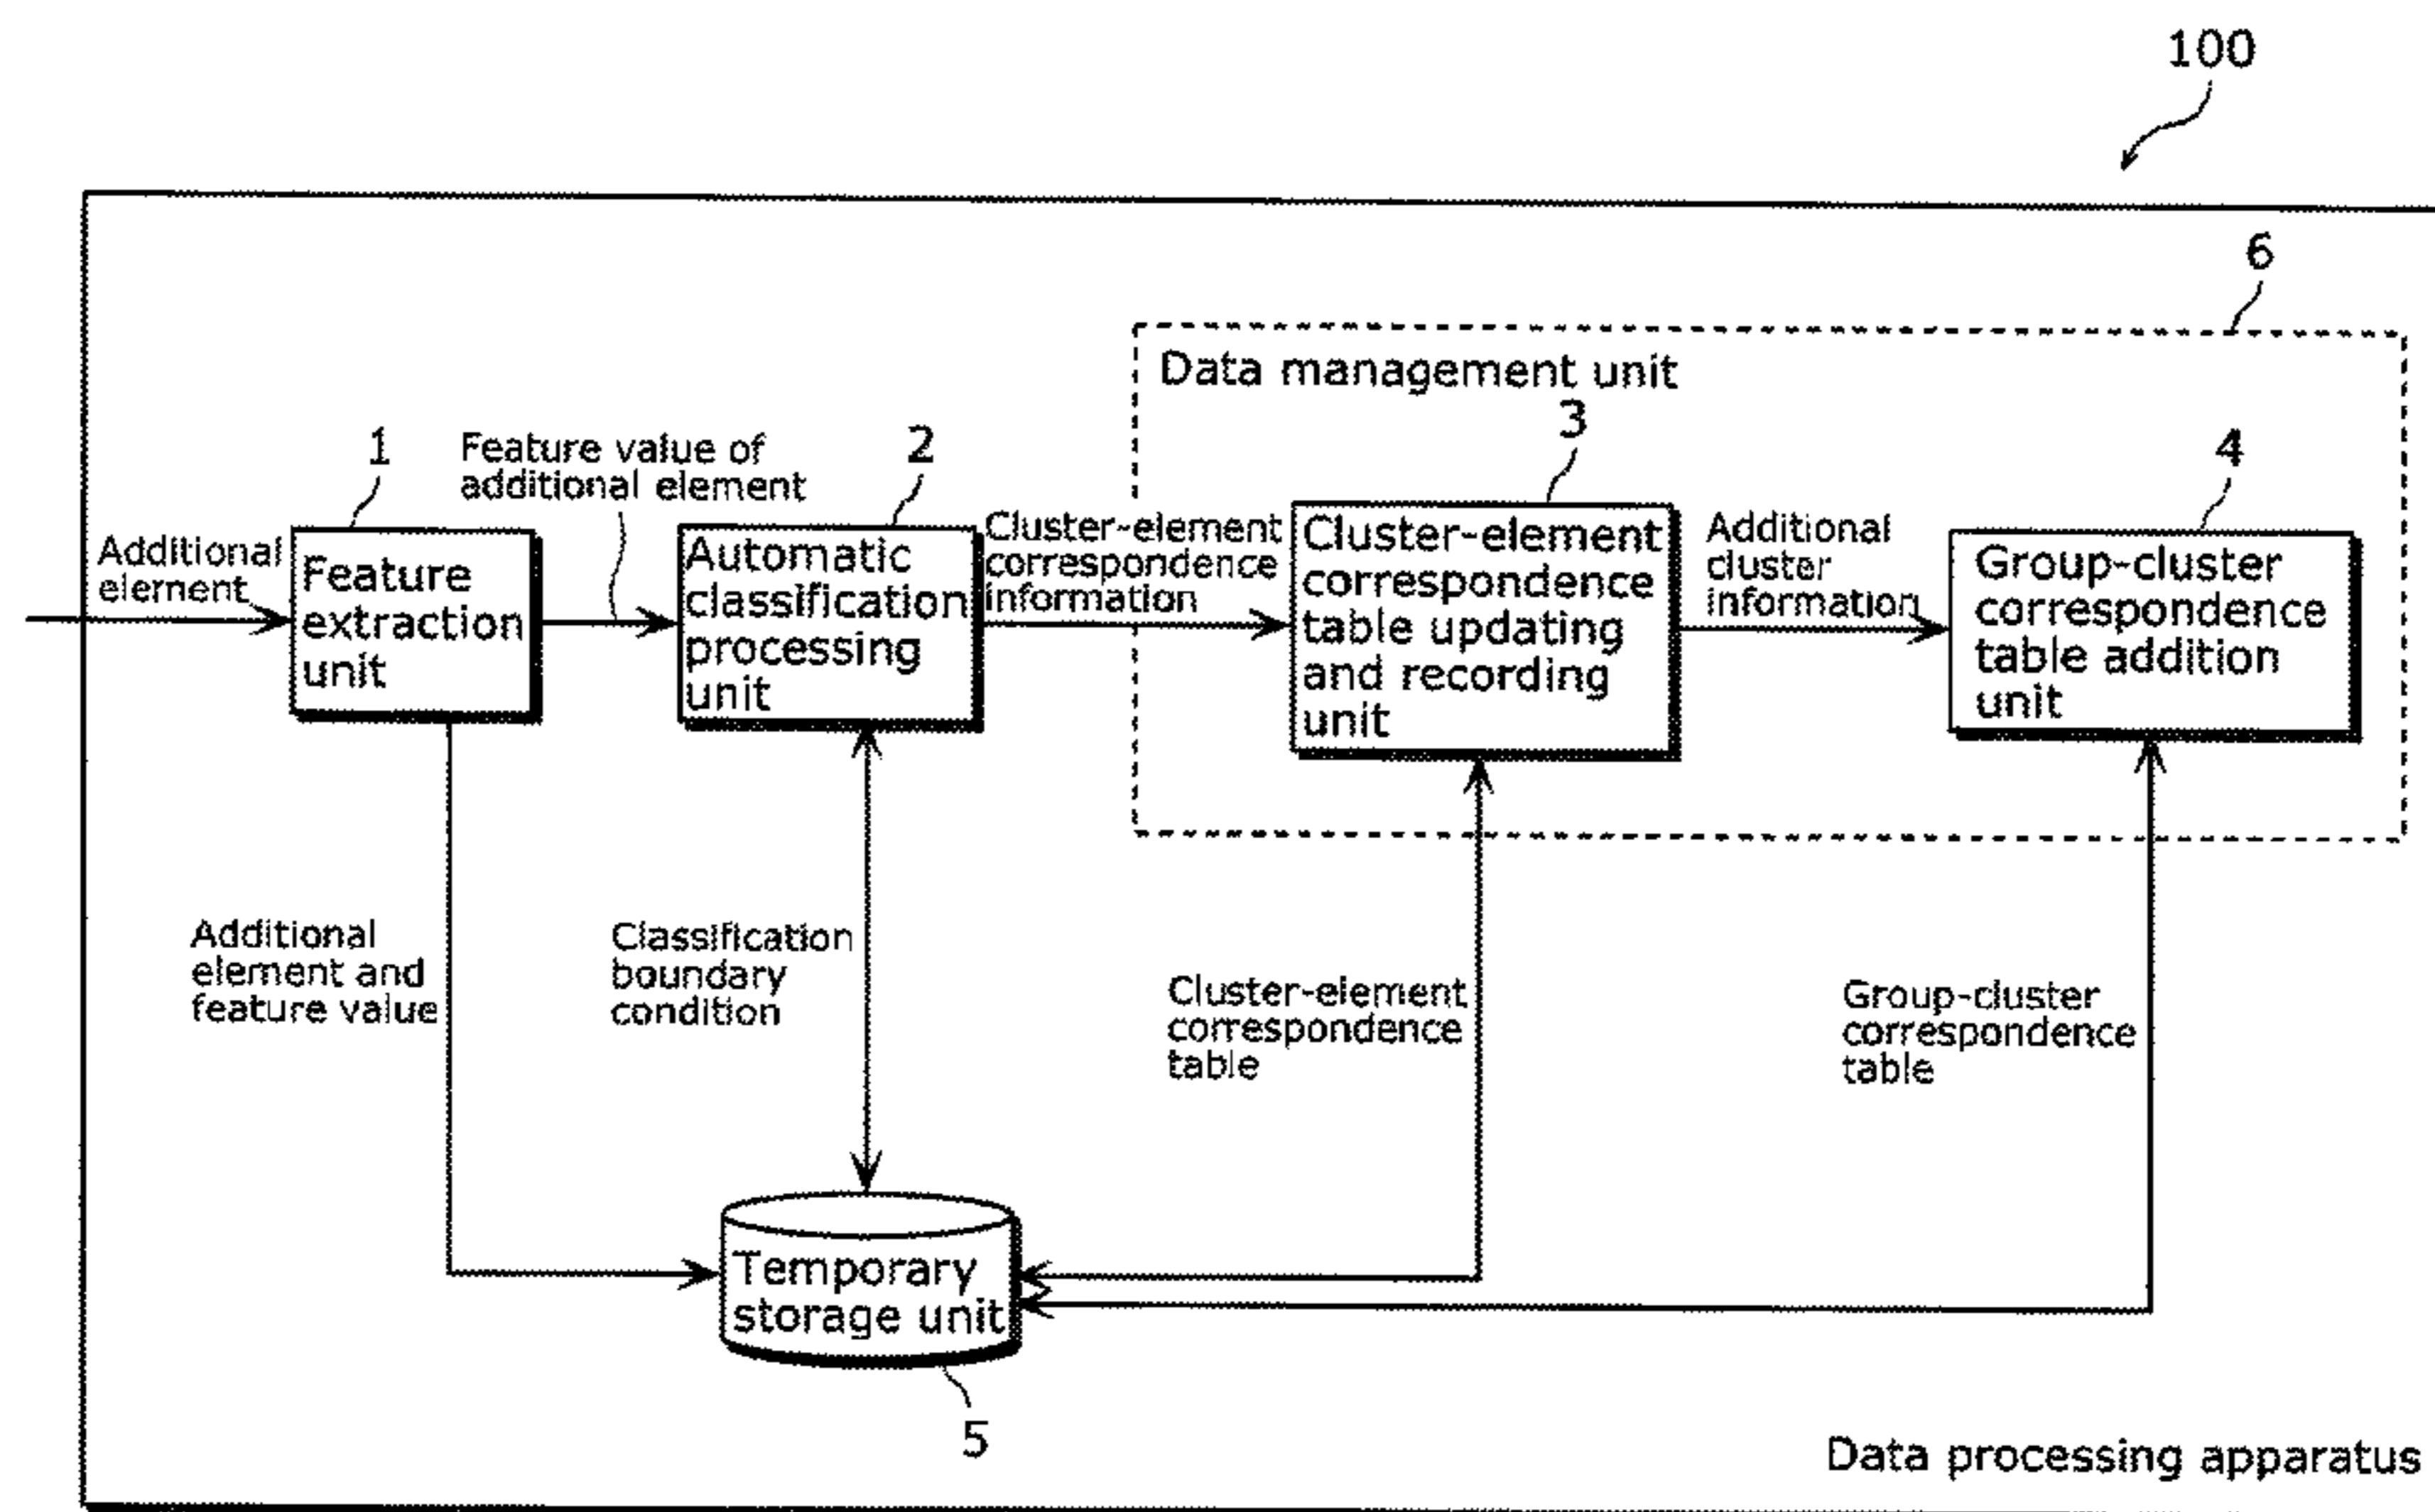 100
6
Data management unit
3
4
1
Feature value of
additional element
2
Additional
element
Feature
extraction
unit
Automatic
classification
processing
unit
Cluster-element
correspondence
information
Cluster-element
correspondence
table updating
and recording
unit
Additional
cluster
information
Group-cluster
correspondence
table addition
unit
Additional
element and
feature value
Classification
boundary
condition
Cluster-element
correspondence
table
Group-cluster
correspondence
table
Temporary
storage unit
5
Data processing apparatus